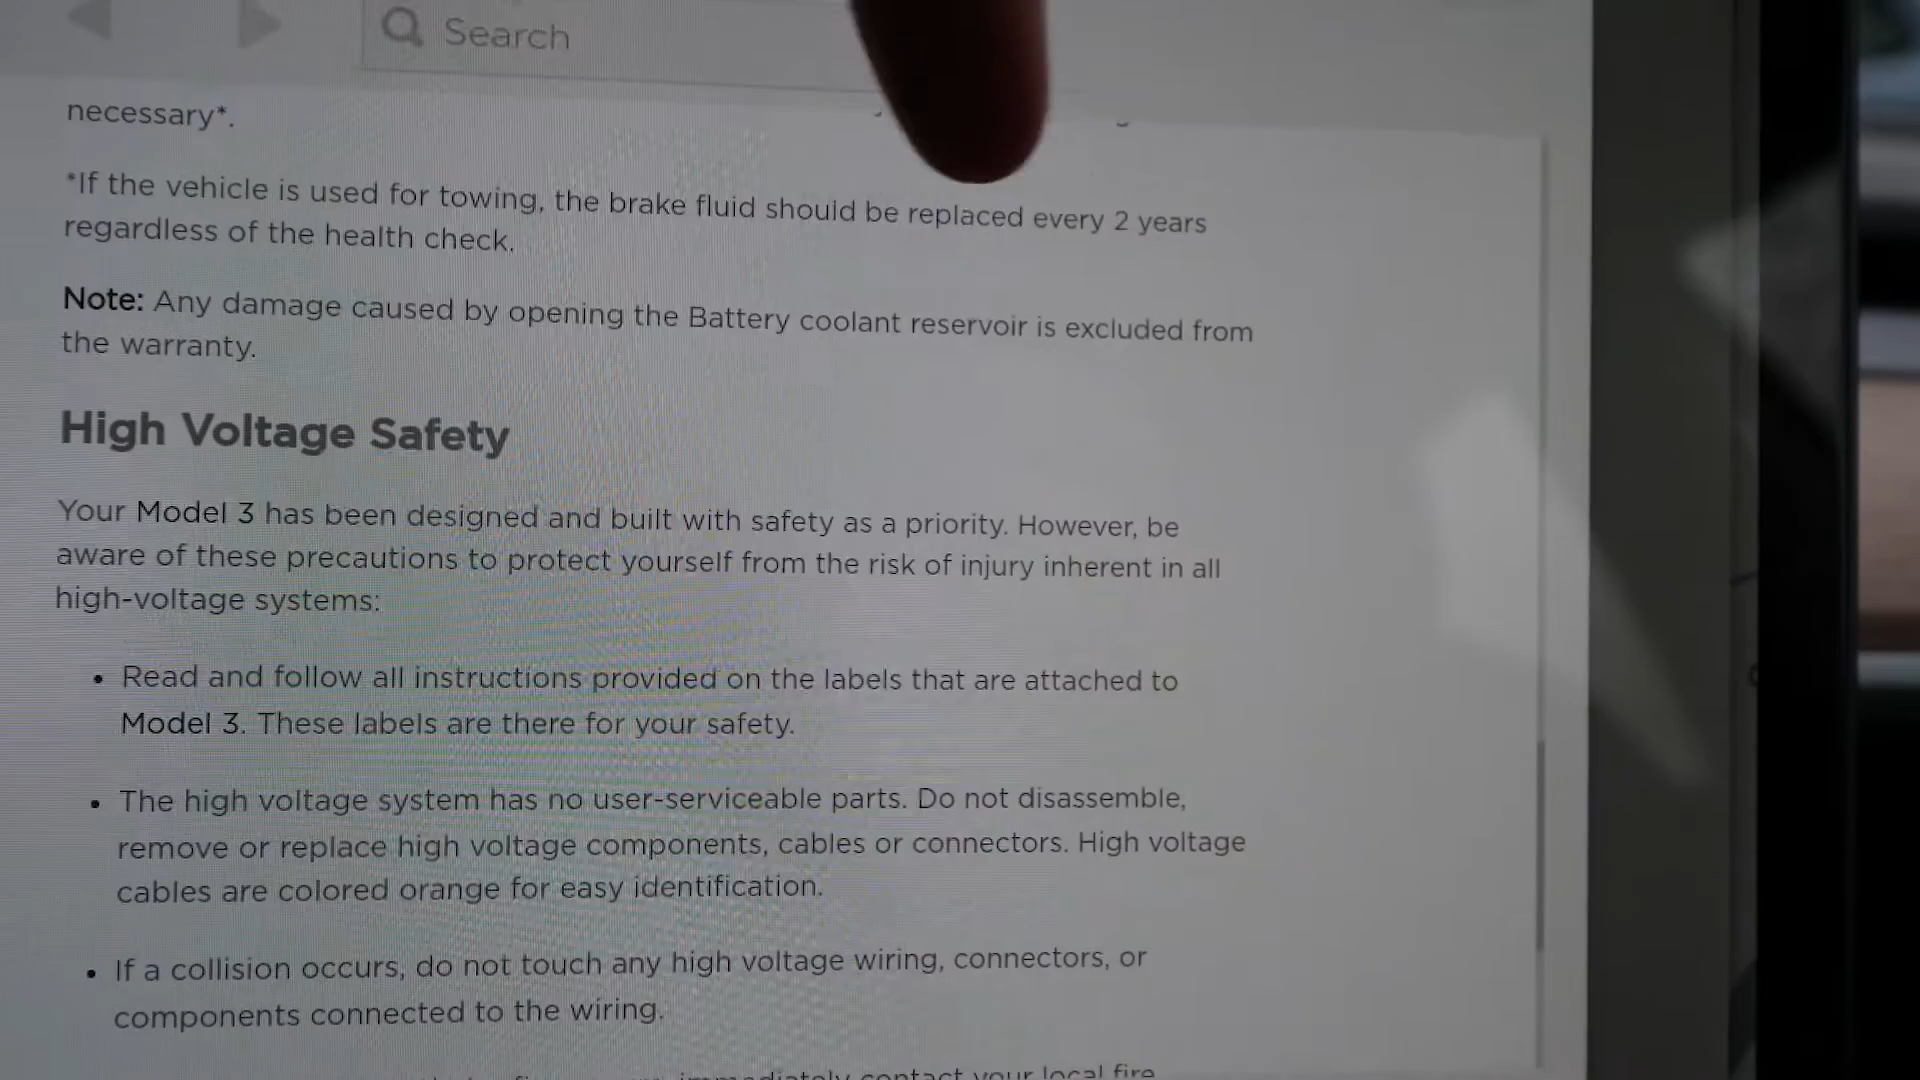 Search
necessary*.
*If the vehicle is used for towing, the brake fluid should be replaced every 2 years
regardless of the health check.
Note: Any damage caused by opening the Battery coolant reservoir is excluded from
the warranty.
High Voltage Safety
Your Model 3 has been designed and built with safety as a priority. However, be
aware of these precautions to protect yourself from the risk of injury inherent in all
high-voltage systems:
• Read and follow all instructions provided on the labels that are attached to
Model 3. These labels are there for your safety.
• The high voltage system has no user-serviceable parts. Do not disassemble,
remove or replace high voltage components, cables or connectors. High voltage
cables are colored orange for easy identification.
• If a collision occurs, do not touch any high voltage wiring, connectors, or
components connected to the wiring.
immediately contact your local fire